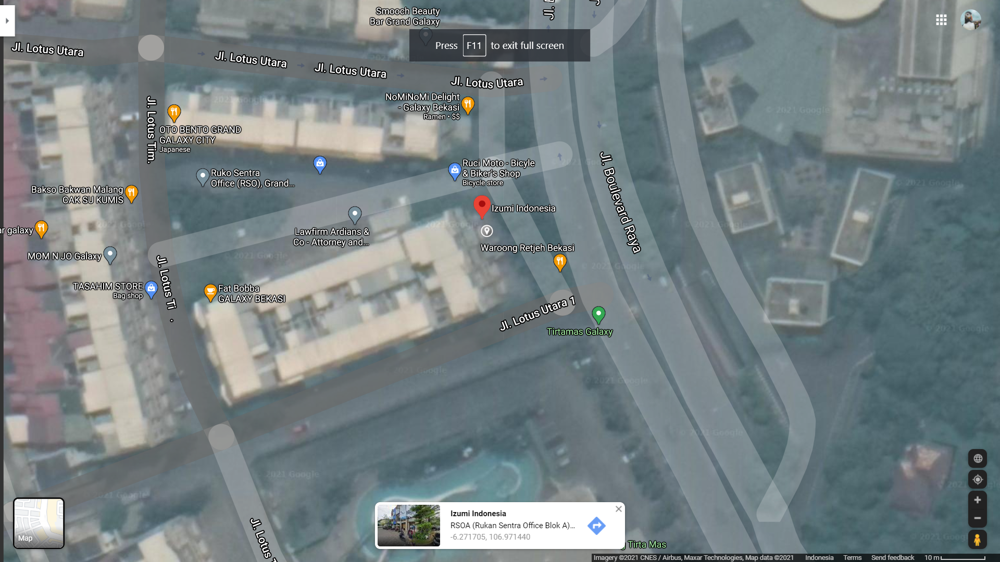 Smooch Beauty
Bar Grand Galaxy
Jl. Lotus Utara
Press F11 to exit full screen
Jl. Lotus Utara
Jl. Lotus Utara
Jl. Lotus Utara
NoMiNoMi Delight
- Galaxy Bekasi
Ramen • $$
Jl. Lotus Tim.
OTO BENTO GRAND
GALAXY CITY
Japanese
Ruci Moto - Bicyle
& Biker's Shop
Bicycle store
Ruko Sentra
Office (RSO), Grand...
Jl. Boulevard Raya
Bakso Bakwan Malang
CAK SU KUMIS
Izumi Indonesia
ar galaxy
Lawfirm Ardians &
Co - Attorney and...
Waroong Retjeh Bekasi
MOM N JO Galaxy
Jl. Lotus Ti .
TASAHIM STORE
Bag shop
Fat Bobba
GALAXY BEKASI
Jl. Lotus Utara 1
Tirtamas Galaxy
Izumi Indonesia
RSOA (Rukan Sentra Office Blok A)...
-6.271705, 106.971440
Map
Jl. Lotus T
Tirta Mas
Imagery ©2021 CNES / Airbus, Maxar Technologies, Map data ©2021 Indonesia Terms Send feedback 10 m